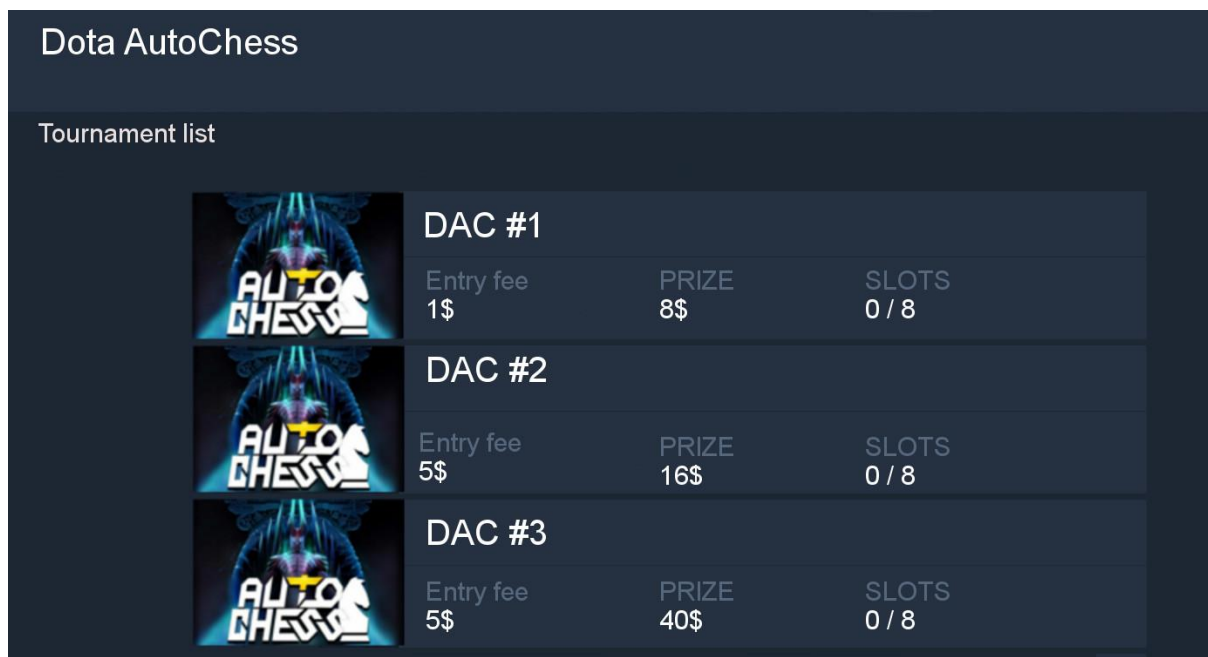 Dota AutoChess
Tournament list
AUTO
CHESS
DAC #1
Entry fee PRIZE SLOTS
1$ 8$ 0 / 8
AUTO
CHESS
DAC #2
Entry fee PRIZE SLOTS
5$ 16$ 0 / 8
AUTO
CHESS
DAC #3
Entry fee PRIZE SLOTS
5$ 40$ 0 / 8